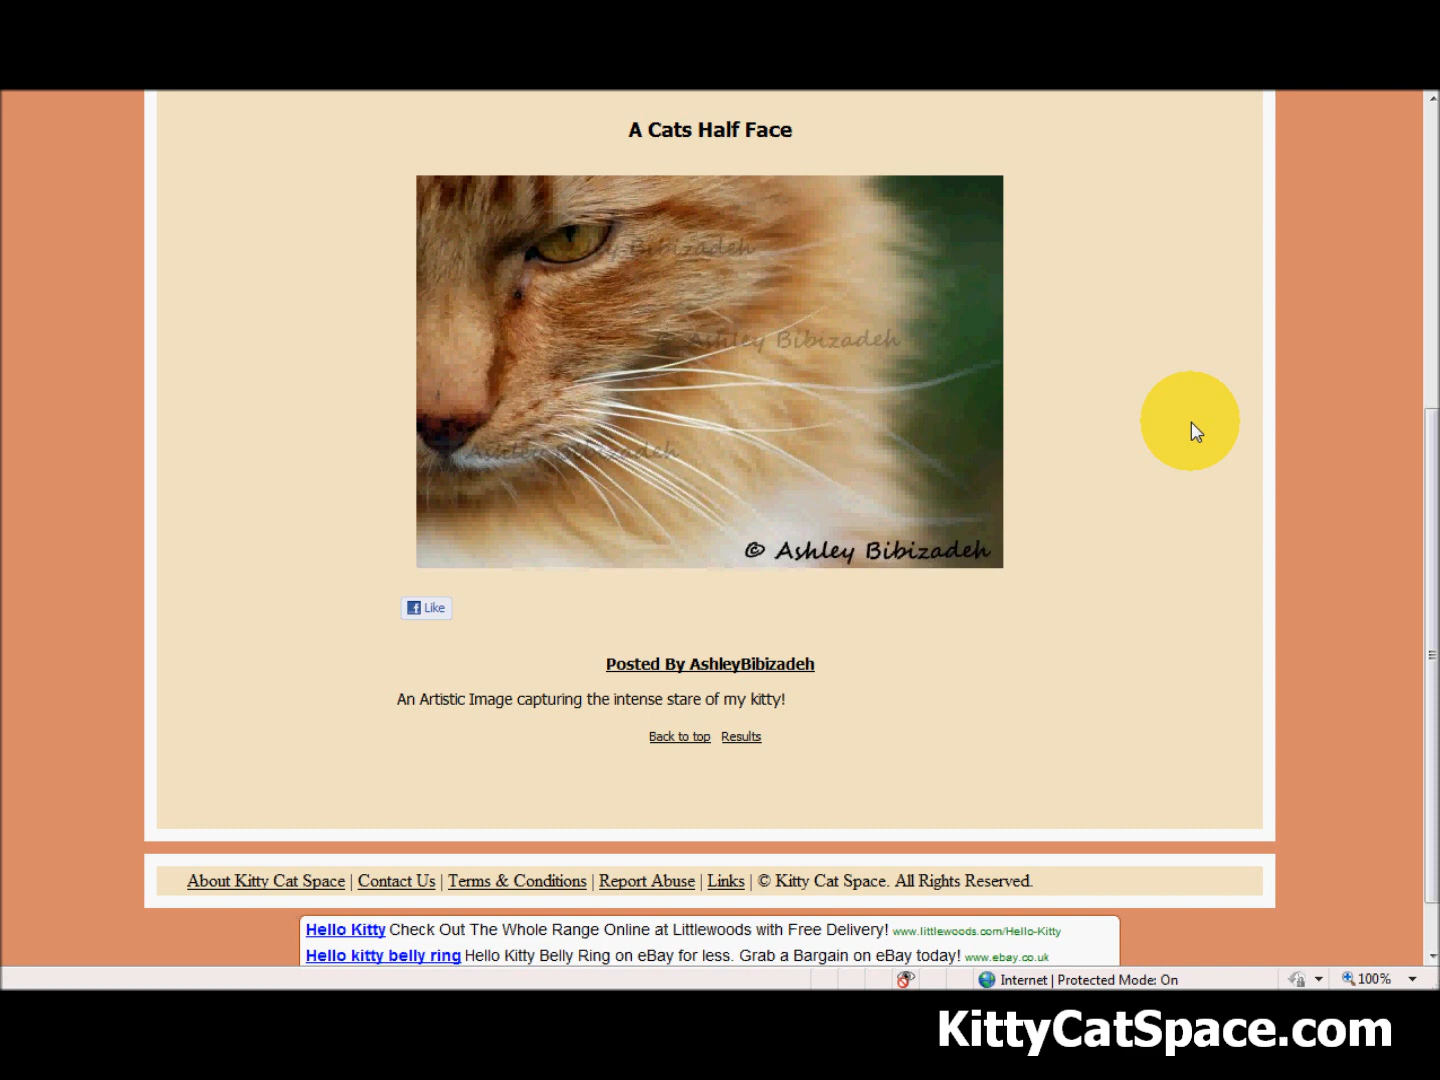 A Cats Half Face
Ashley Bibizadeh
© Ashley Bibizadeh
Ashley Bibizadeh
© Ashley Bibizadeh
Like
Posted By AshleyBibizadeh
An Artistic Image capturing the intense stare of my kitty!
Back to top Results
About Kitty Cat Space | Contact Us | Terms & Conditions | Report Abuse | Links | © Kitty Cat Space. All Rights Reserved.
Hello Kitty Check Out The Whole Range Online at Littlewoods with Free Delivery! www.littlewoods.com/Hello-Kitty
Hello kitty belly ring Hello Kitty Belly Ring on eBay for less. Grab a Bargain on eBay today! www.ebay.co.uk
Internet | Protected Mode: On 100%
KittyCatSpace.com